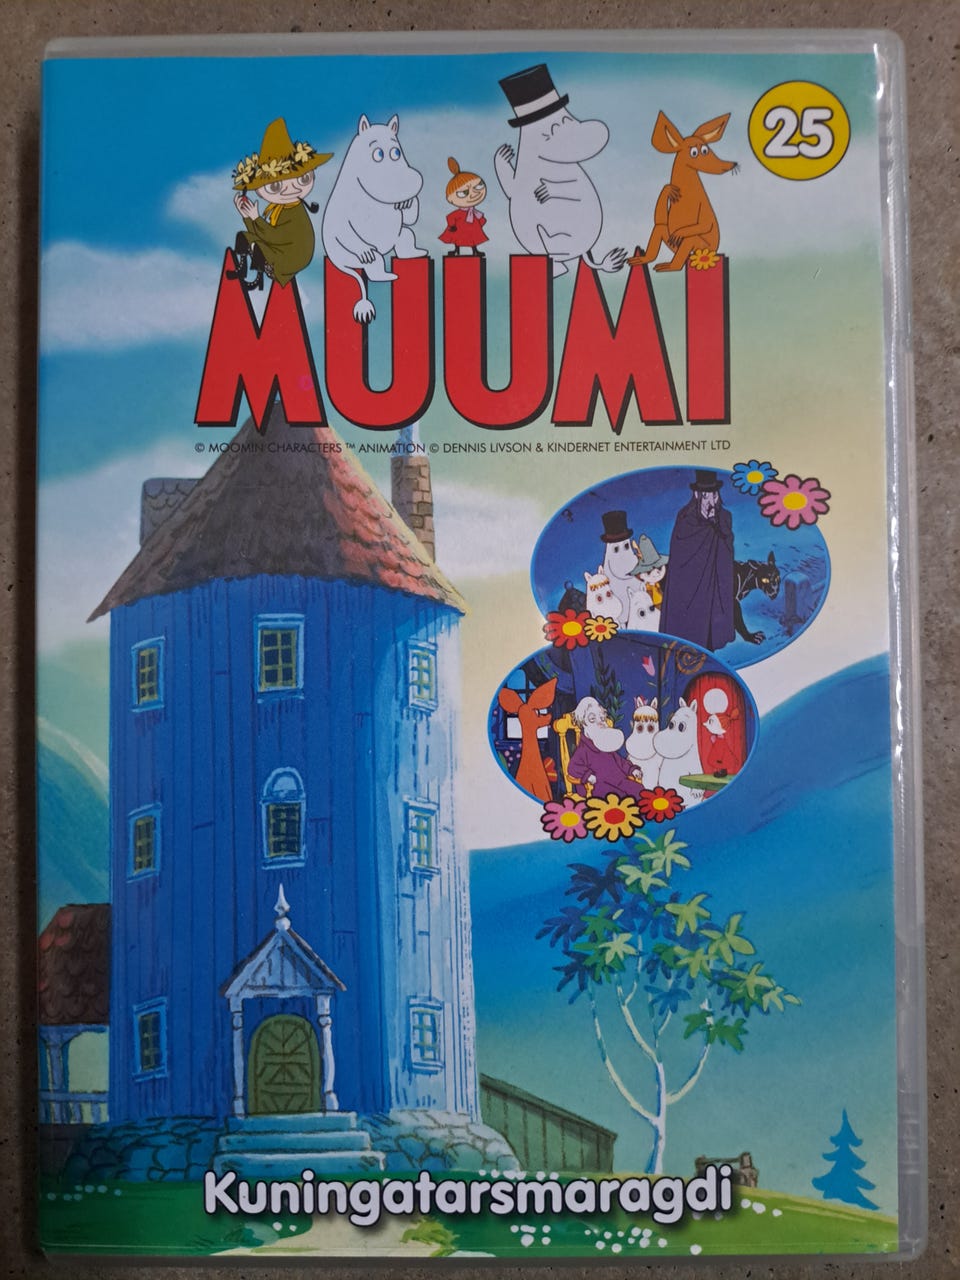 25
MUUMI
© MOOMIN CHARACTERS ™ ANIMATION © DENNIS LIVSON & KINDERNET ENTERTAINMENT LTD
Kuningatarsmaragdi